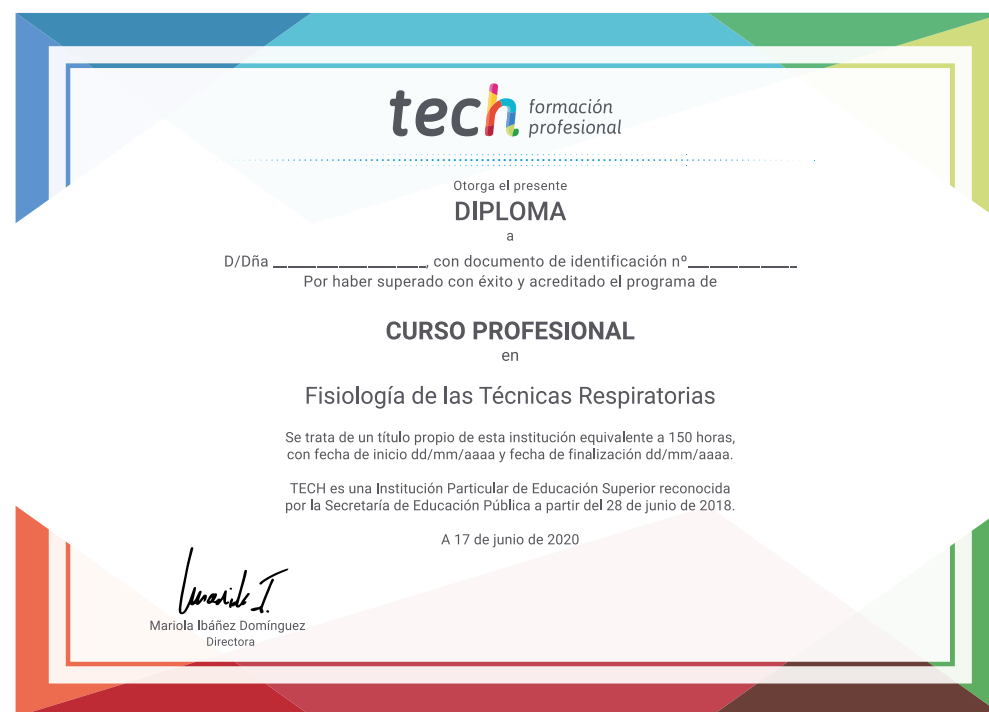 tech formación
profesional
Otorga el presente
DIPLOMA
a
D/Dña ____________________, con documento de identificación nº______________
Por haber superado con éxito y acreditado el programa de
CURSO PROFESIONAL
en
Fisiología de las Técnicas Respiratorias
Se trata de un título propio de esta institución equivalente a 150 horas,
con fecha de inicio dd/mm/aaaa y fecha de finalización dd/mm/aaaa.
TECH es una Institución Particular de Educación Superior reconocida
por la Secretaría de Educación Pública a partir del 28 de junio de 2018.
A 17 de junio de 2020
Mariola Ibáñez Domínguez
Directora